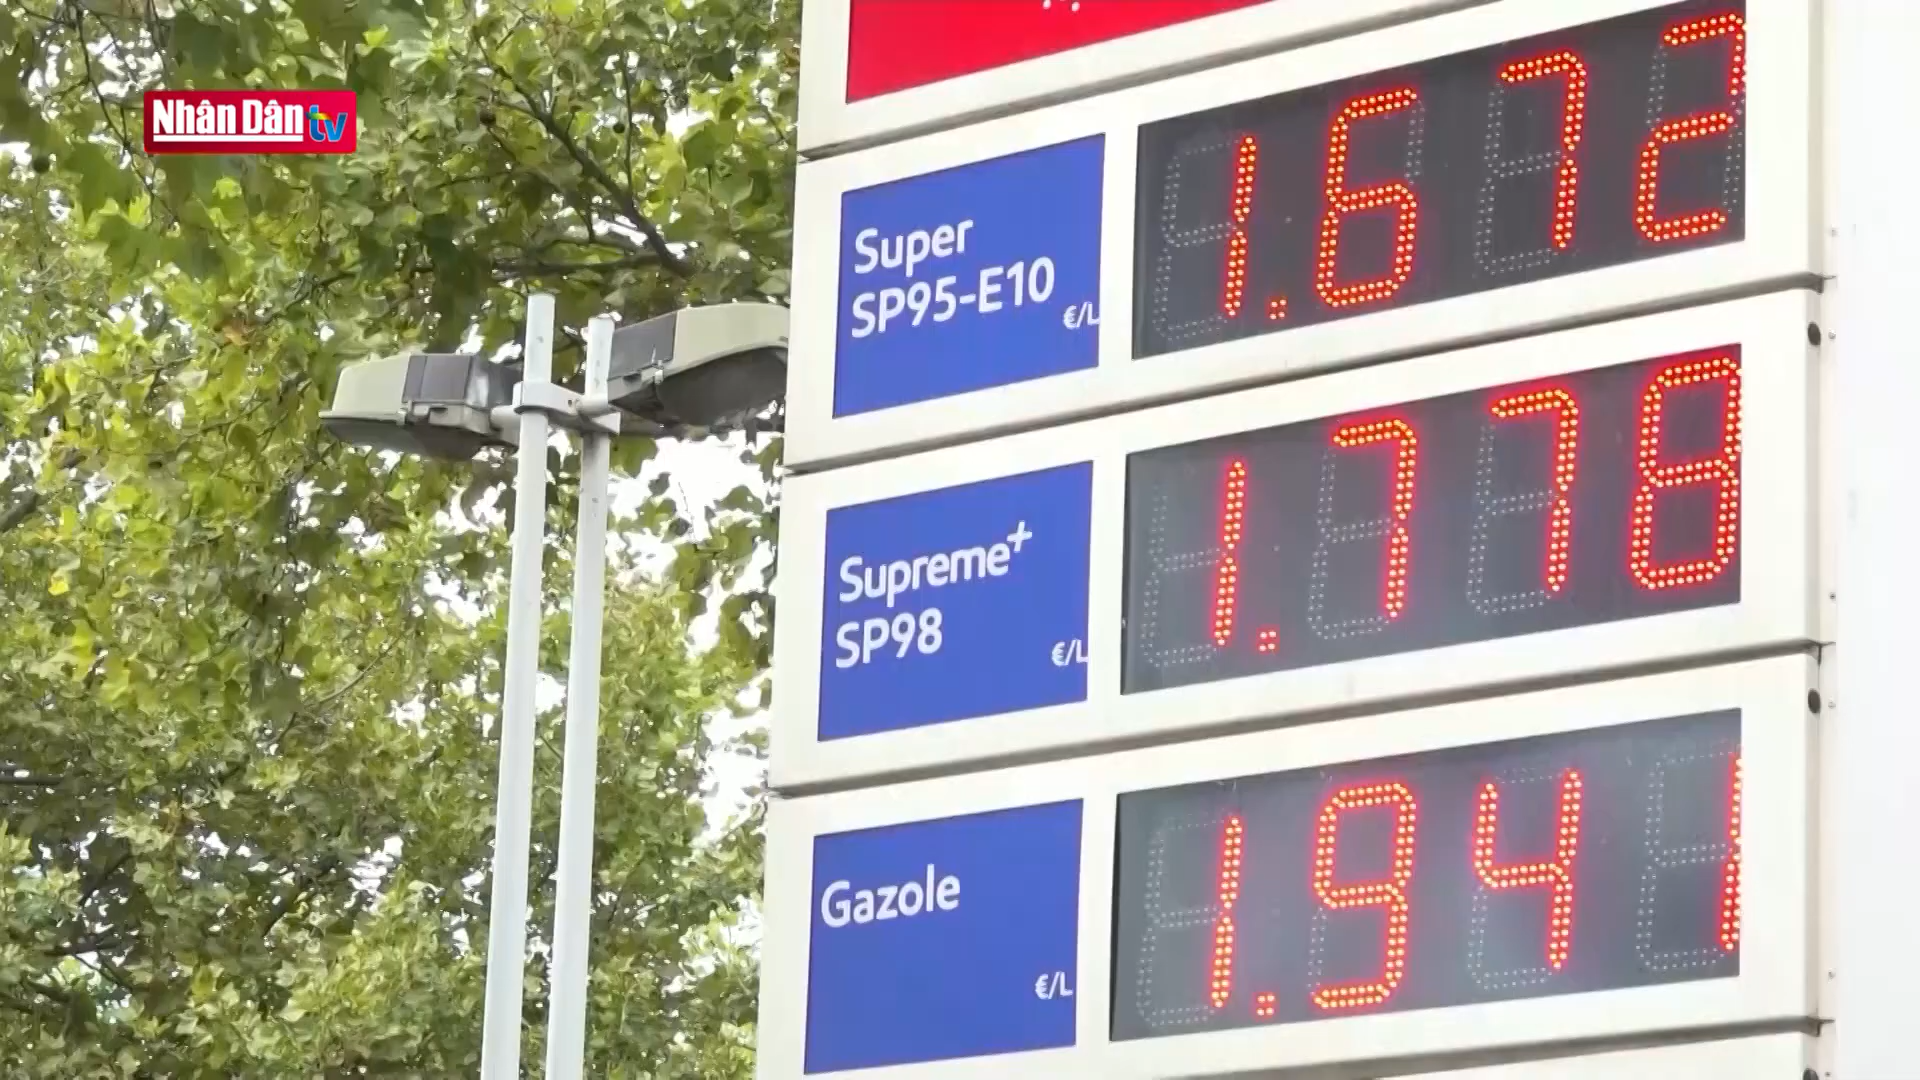 Nhân Dân tv
Super
SP95-E10
€/L
1.672
Supreme+
SP98
€/L
1.778
Gazole
€/L
1.941